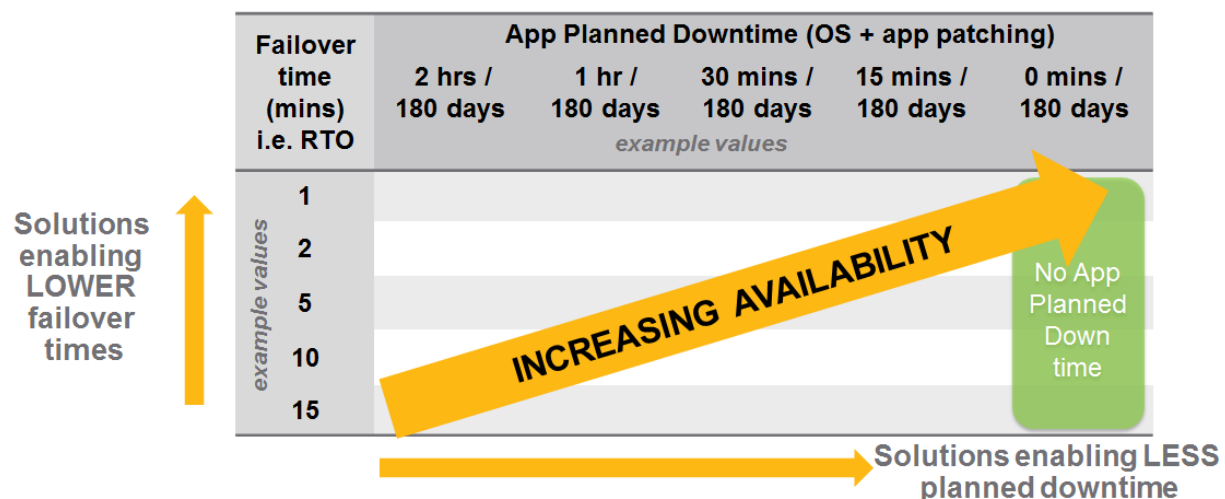 Failover
time
(mins)
i.e. RTO
App Planned Downtime (OS + app patching)
2 hrs /
180 days
1 hr /
180 days
30 mins /
180 days
15 mins /
180 days
0 mins /
180 days
example values
Solutions
enabling
LOWER
failover
times
example values
1
2
5
10
15
INCREASING AVAILABILITY
No App
Planned
Down
time
Solutions enabling LESS
planned downtime